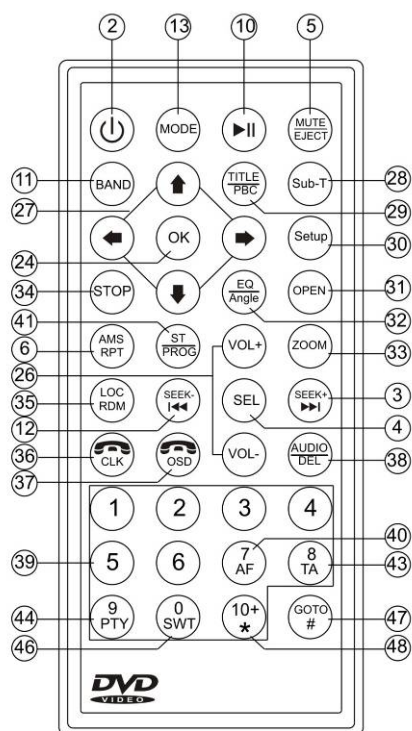 2 13 10 5
MODE MUTE
EJECT
11 BAND TITLE
PBC Sub-T 28
27 29
OK Setup
24 30
34 STOP EQ
Angle OPEN 31
41 32
6 AMS
RPT ST
PROG VOL+ ZOOM 33
26
35 LOC
RDM SEEK- SEL SEEK+ 3
12 4
36 CLK OSD VOL- AUDIO
DEL 38
37
1 2 3 4
40
39 5 6 7
AF 8
TA 43
44 9
PTY 0
SWT 10+
* GOTO
# 47
46 48
DVD
VIDEO